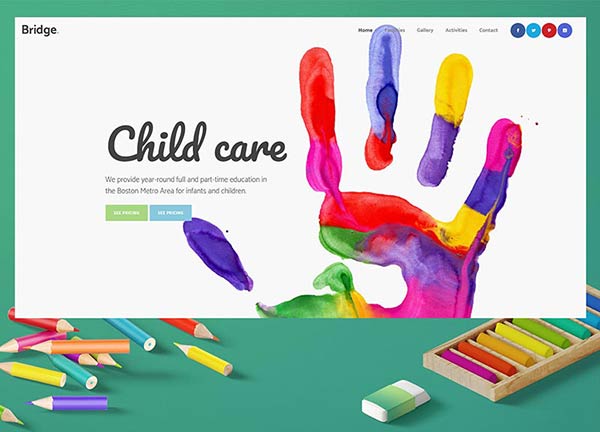 Bridge.
Home
Families
Gallery
Activities
Contact
Child care
We provide year-round full and part-time education in
the Boston Metro Area for infants and children.
SEE PRICING
SEE PRICING